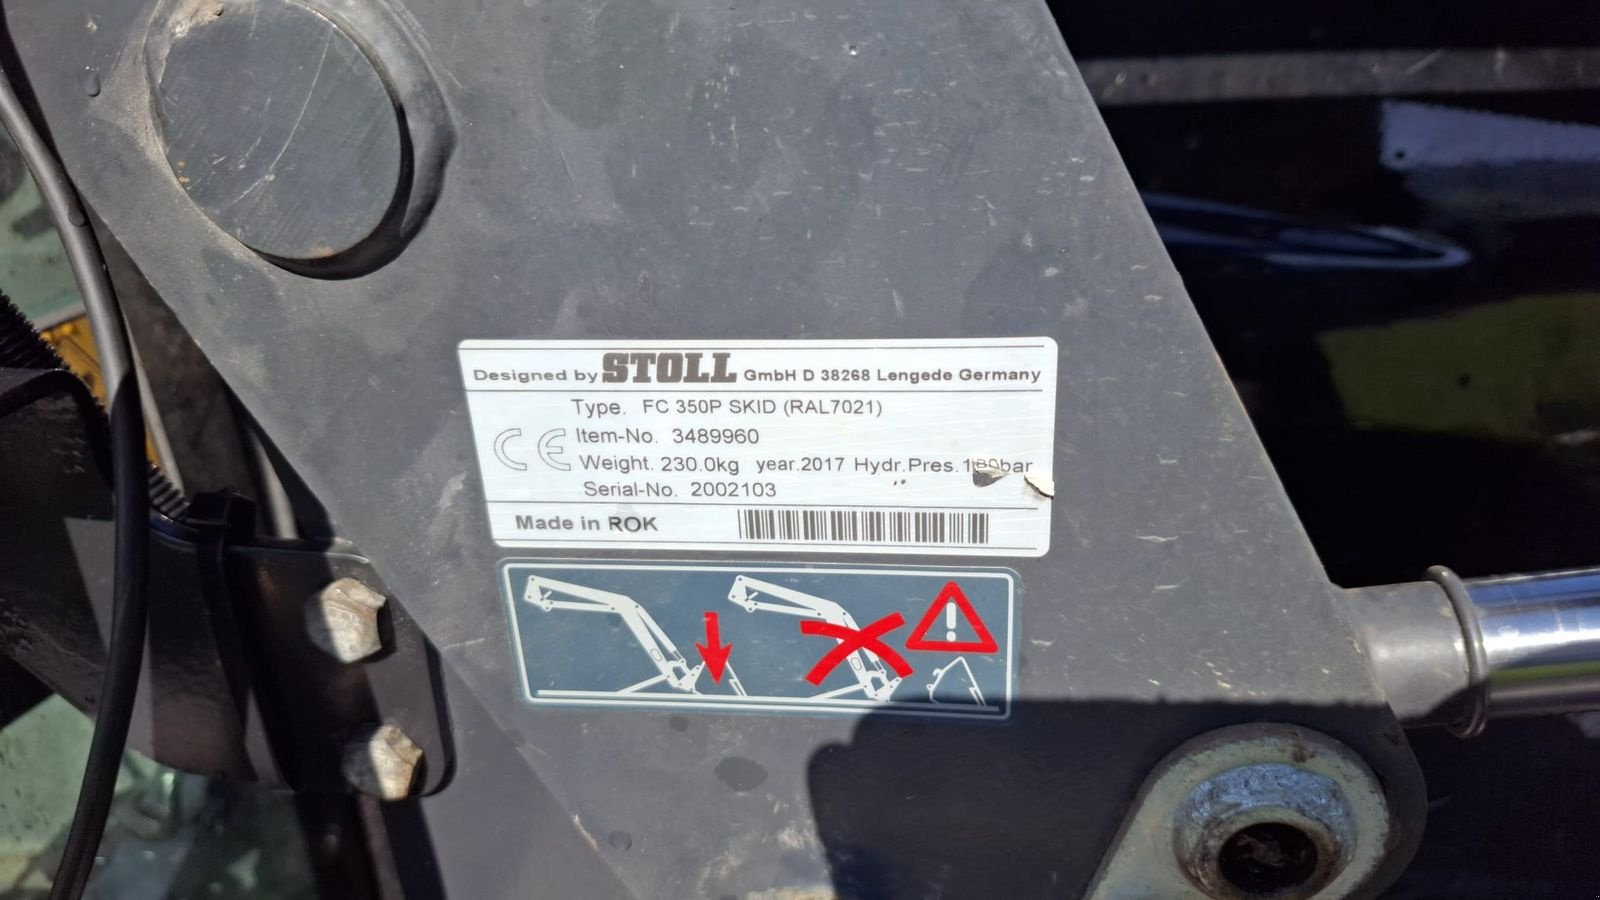 Designed by STOLL GmbH D 38268 Lengede Germany
Type. FC 350P SKID (RAL7021)
CE Item-No. 3489960
Weight. 230.0kg year.2017 Hydr.Pres. 180bar
Serial-No. 2002103
Made in ROK